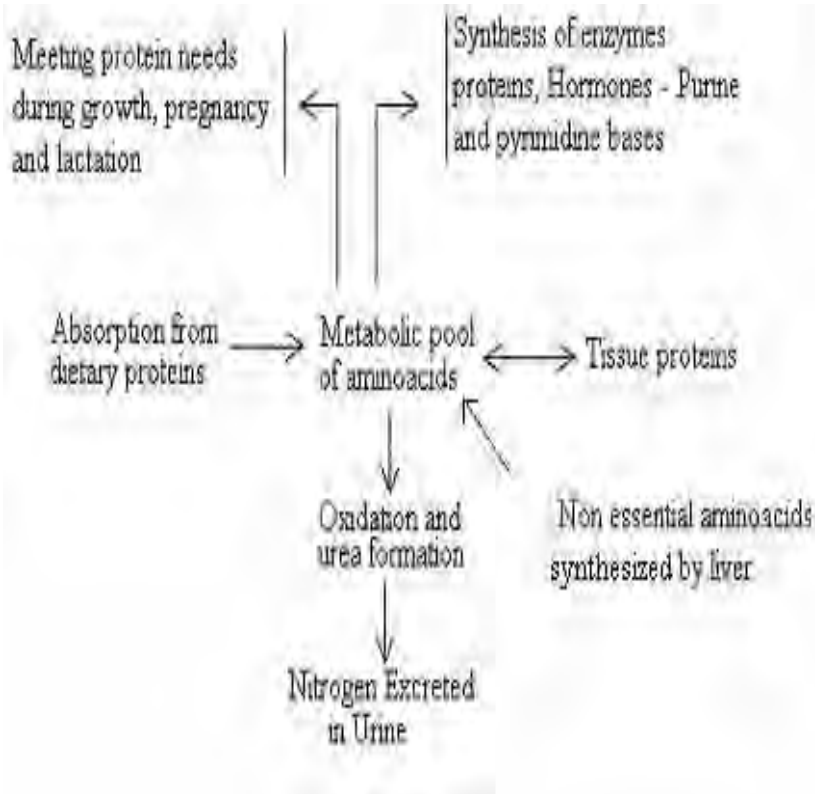 Meeting protein needs
during growth, pregnancy
and lactation
Synthesis of enzymes
proteins, Hormones - Purine
and pyrimidine bases
Absorption from
dietary proteins
Metabolic pool
of aminoacids
Tissue proteins
Oxidation and
urea formation
Non essential aminoacids
synthesized by liver
Nitrogen Excreted
in Urine